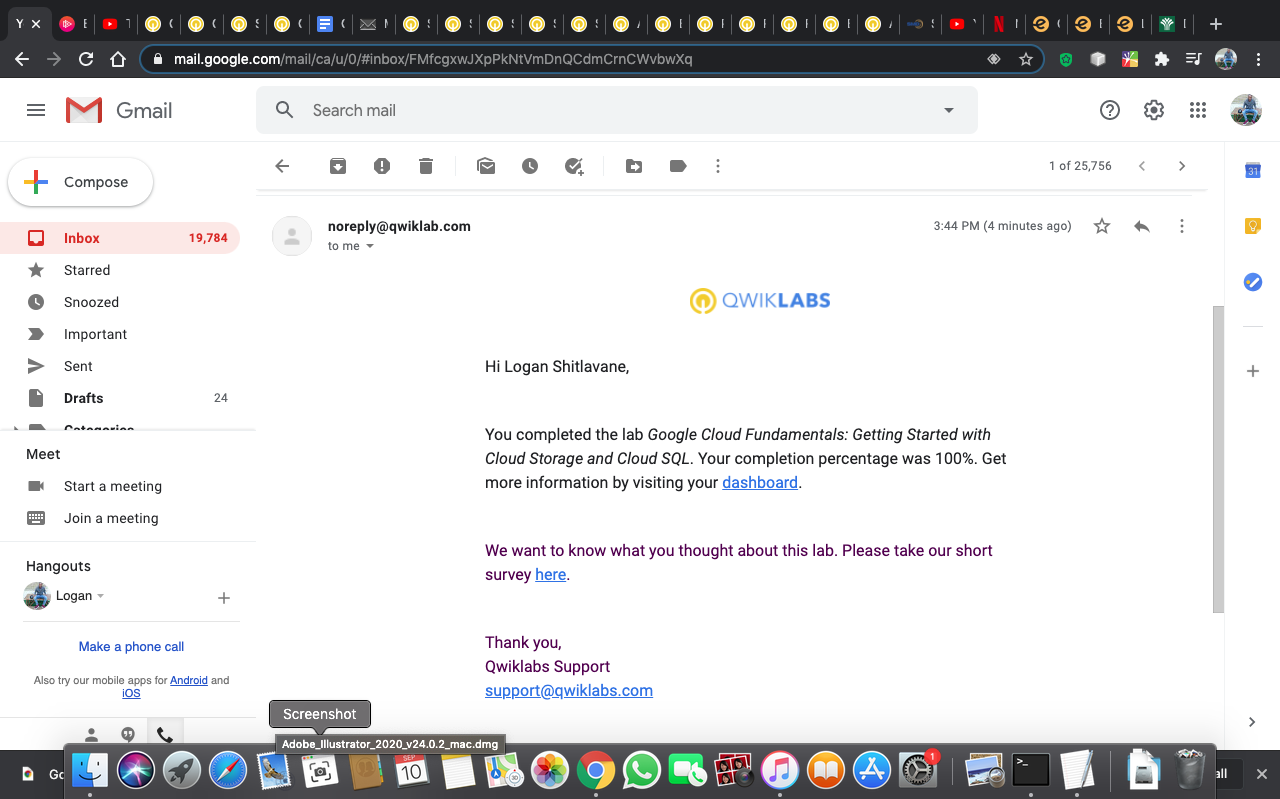 Y
mail.google.com/mail/ca/u/0/#inbox/FMfcgxwJXpPkNtVmDnQCdmCrnCWvbwXq
Gmail
Search mail
Compose
1 of 25,756
31
Inbox 19,784
Starred
Snoozed
Important
Sent
Drafts 24
Categories
Meet
Start a meeting
Join a meeting
Hangouts
Logan
Make a phone call
Also try our mobile apps for Android and
iOS
noreply@qwiklab.com
to me
3:44 PM (4 minutes ago)
QWIKLABS
Hi Logan Shitlavane,
You completed the lab Google Cloud Fundamentals: Getting Started with
Cloud Storage and Cloud SQL. Your completion percentage was 100%. Get
more information by visiting your dashboard.
We want to know what you thought about this lab. Please take our short
survey here.
Thank you,
Qwiklabs Support
support@qwiklabs.com
Screenshot
Adobe_Illustrator_2020_v24.0.2_mac.dmg
SEP
10
1